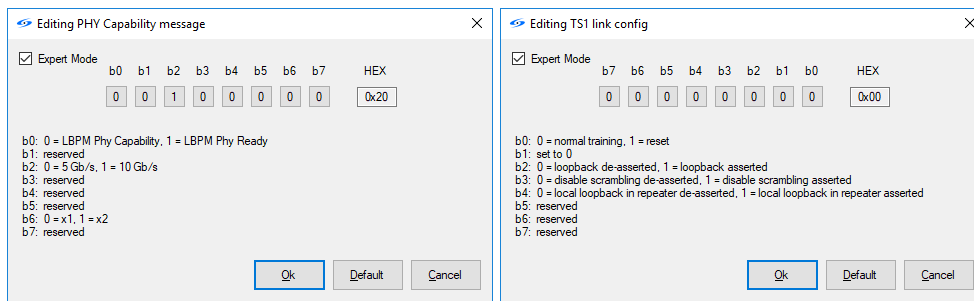 Editing PHY Capability message
Expert Mode
b0 b1 b2 b3 b4 b5 b6 b7 HEX
0 0 1 0 0 0 0 0 0x20
b0: 0 = LBPM Phy Capability, 1 = LBPM Phy Ready
b1: reserved
b2: 0 = 5 Gb/s, 1 = 10 Gb/s
b3: reserved
b4: reserved
b5: reserved
b6: 0 = x1, 1 = x2
b7: reserved
Ok Default Cancel
Editing TS1 link config
Expert Mode
b7 b6 b5 b4 b3 b2 b1 b0 HEX
0 0 0 0 0 0 0 0 0x00
b0: 0 = normal training, 1 = reset
b1: set to 0
b2: 0 = loopback de-asserted, 1 = loopback asserted
b3: 0 = disable scrambling de-asserted, 1 = disable scrambling asserted
b4: 0 = local loopback in repeater de-asserted, 1 = local loopback in repeater asserted
b5: reserved
b6: reserved
b7: reserved
Ok Default Cancel